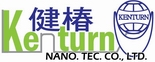 健椿
Kenturn
KENTURN
NANO. TEC. CO., LTD.